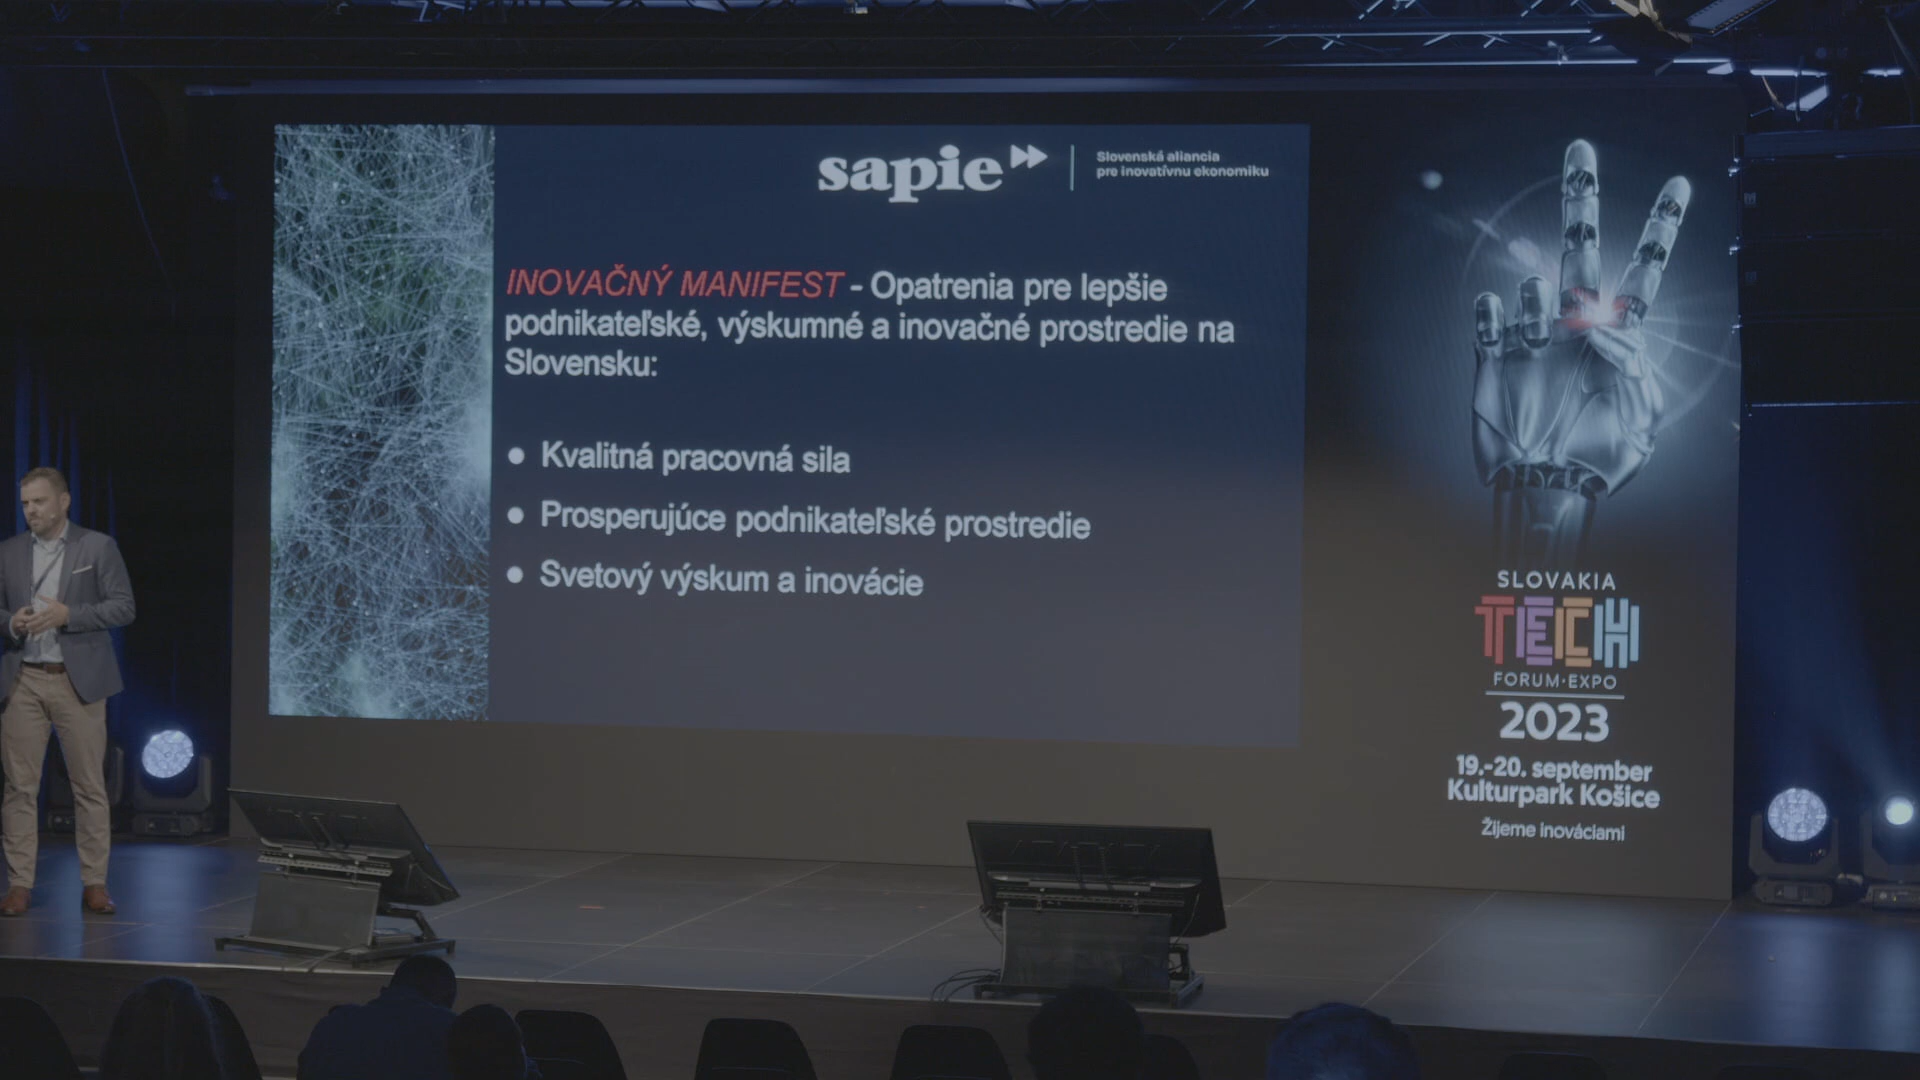 sapie
Slovenská aliancia
pre inovatívnu ekonomiku
INOVAČNÝ MANIFEST - Opatrenia pre lepšie
podnikateľské, výskumné a inovačné prostredie na
Slovensku:
● Kvalitná pracovná sila
● Prosperujúce podnikateľské prostredie
● Svetový výskum a inovácie
SLOVAKIA
TECH
FORUM·EXPO
2023
19.-20. september
Kulturpark Košice
Žijeme inováciami